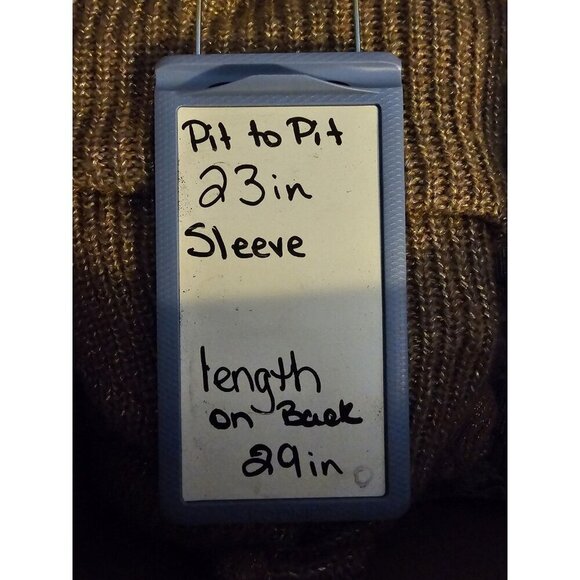 Pit to Pit
23in
Sleeve
length
on Back
29in